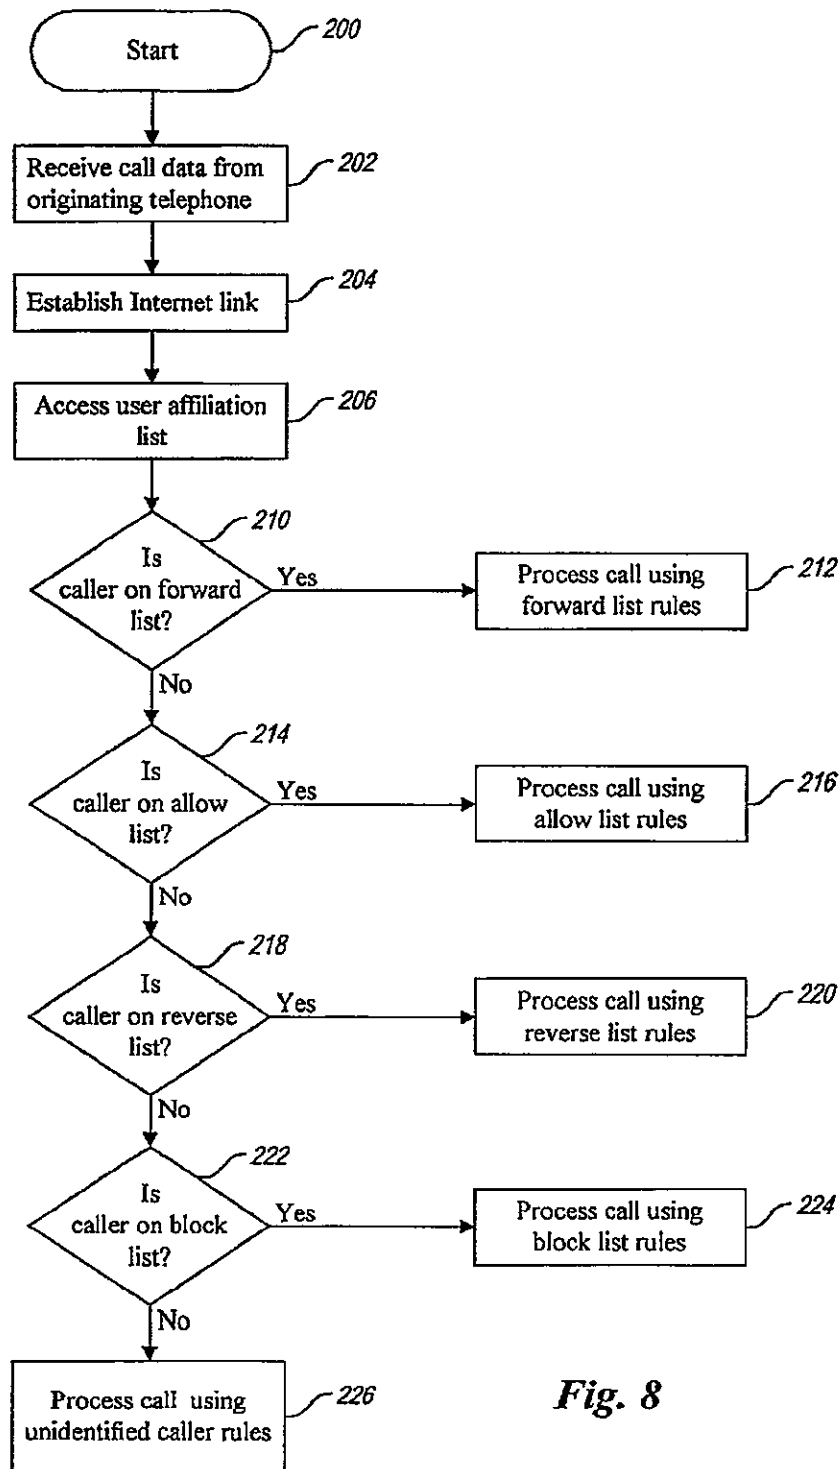 Start
200
Receive call data from
originating telephone
202
Establish Internet link
204
Access user affiliation
list
206
210
Is
caller on forward
list?
Yes
Process call using
forward list rules
212
No
214
Is
caller on allow
list?
Yes
Process call using
allow list rules
216
No
218
Is
caller on reverse
list?
Yes
Process call using
reverse list rules
220
No
222
Is
caller on block
list?
Yes
Process call using
block list rules
224
No
Process call using
unidentified caller rules
226
Fig. 8